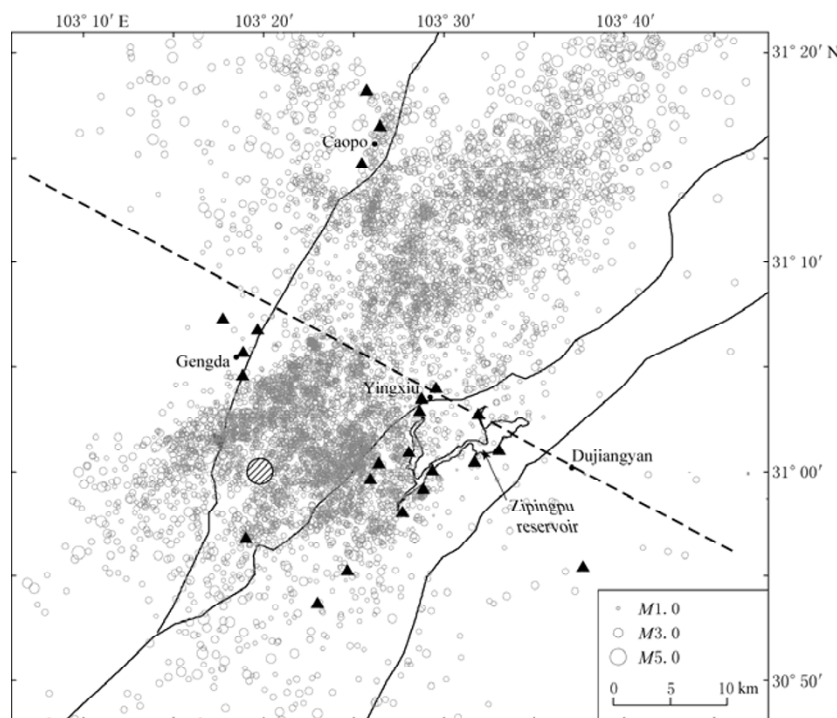 103° 10′ E 103° 20′ 103° 30′ 103° 40′
31° 20′ N
Caopo
31° 10′
Gengda
Yingxiu
Dujiangyan
31° 00′
Zipingpu
reservoir
M1.0
M3.0
M5.0
30° 50′
0 5 10 km